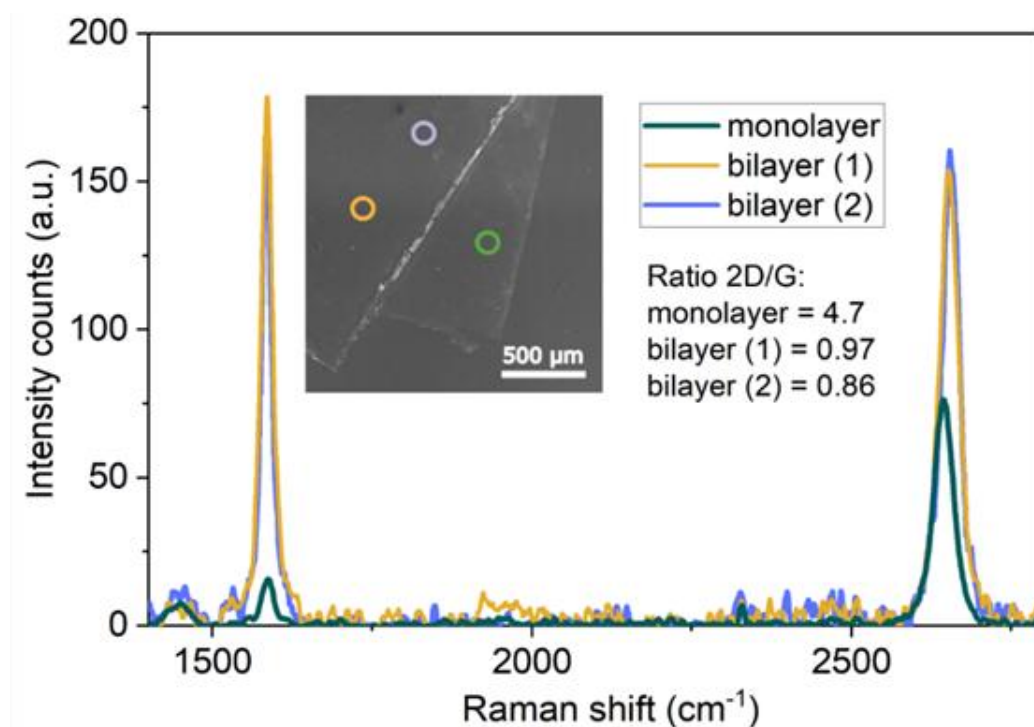 200
150
100
50
0
Intensity counts (a.u.)
500 µm
monolayer
bilayer (1)
bilayer (2)
Ratio 2D/G:
monolayer = 4.7
bilayer (1) = 0.97
bilayer (2) = 0.86
1500 2000 2500
Raman shift (cm⁻¹)